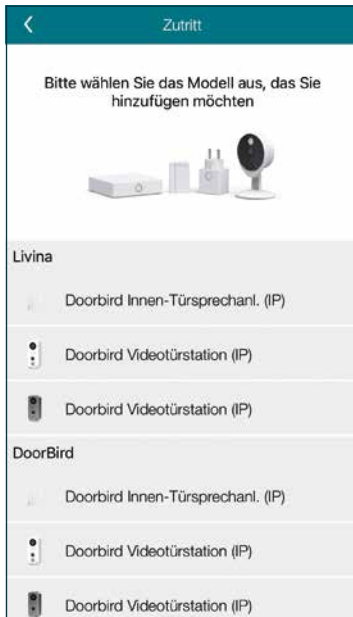 Zutritt
Bitte wählen Sie das Modell aus, das Sie
hinzufügen möchten
Livina
Doorbird Innen-Türsprechanl. (IP)
Doorbird Videotürstation (IP)
Doorbird Videotürstation (IP)
DoorBird
Doorbird Innen-Türsprechanl. (IP)
Doorbird Videotürstation (IP)
Doorbird Videotürstation (IP)